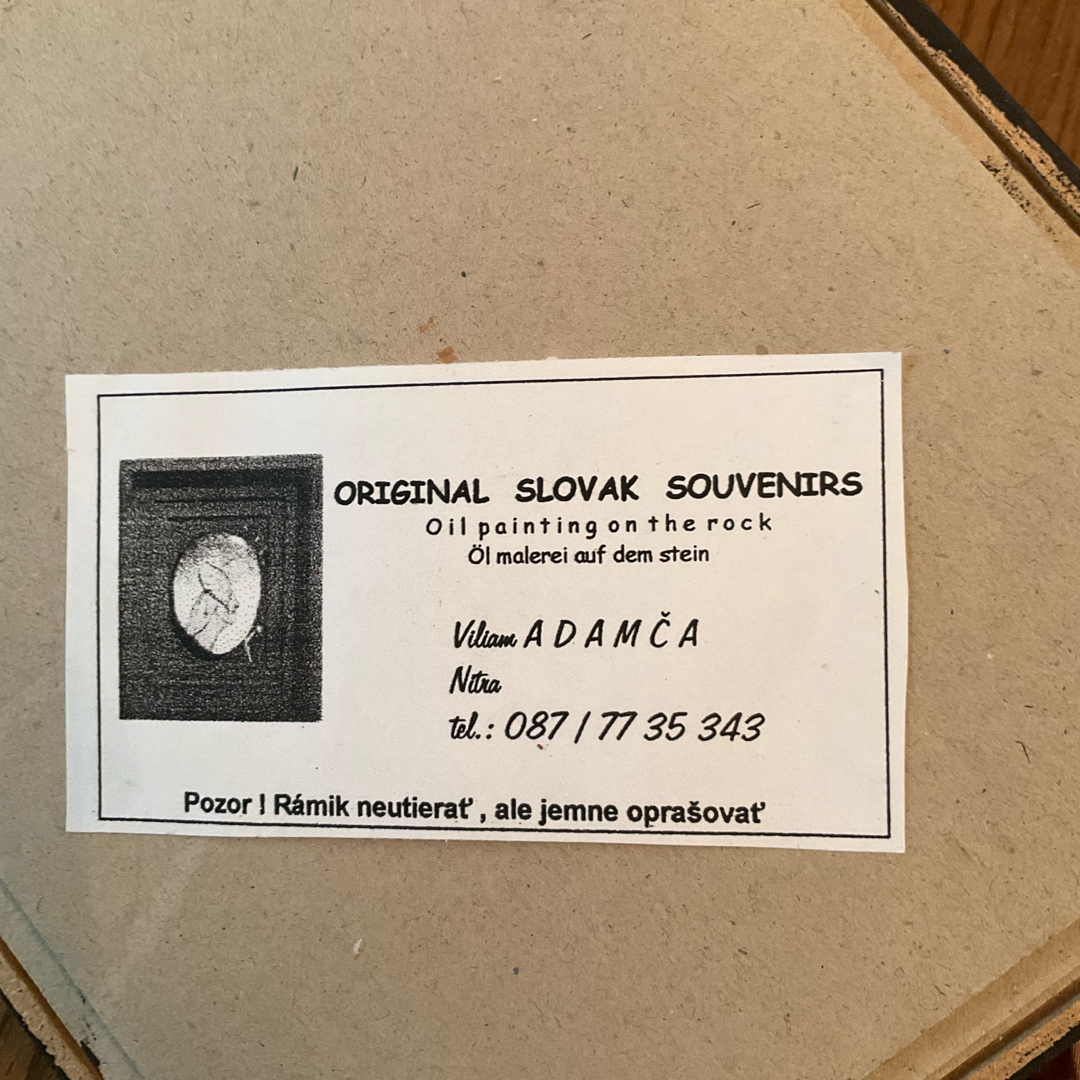 ORIGINAL SLOVAK SOUVENIRS
Oil painting on the rock
Öl malerei auf dem stein
Viliam ADAMČA
Nitra
tel.: 087 / 77 35 343
Pozor ! Rámik neutierať , ale jemne oprašovať